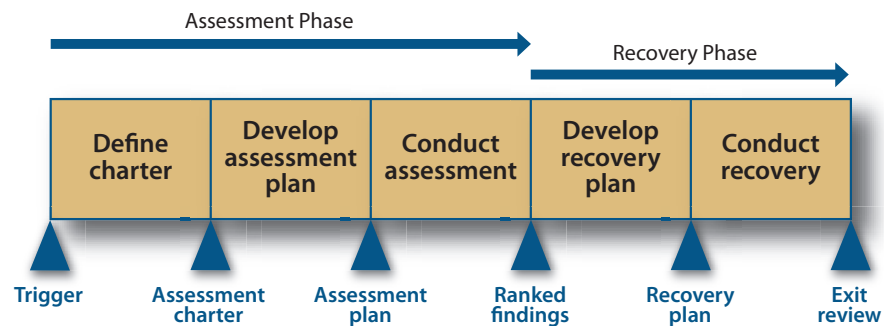 Assessment Phase
Recovery Phase
Define
charter
Develop
assessment
plan
Conduct
assessment
Develop
recovery
plan
Conduct
recovery
Trigger
Assessment
charter
Assessment
plan
Ranked
findings
Recovery
plan
Exit
review